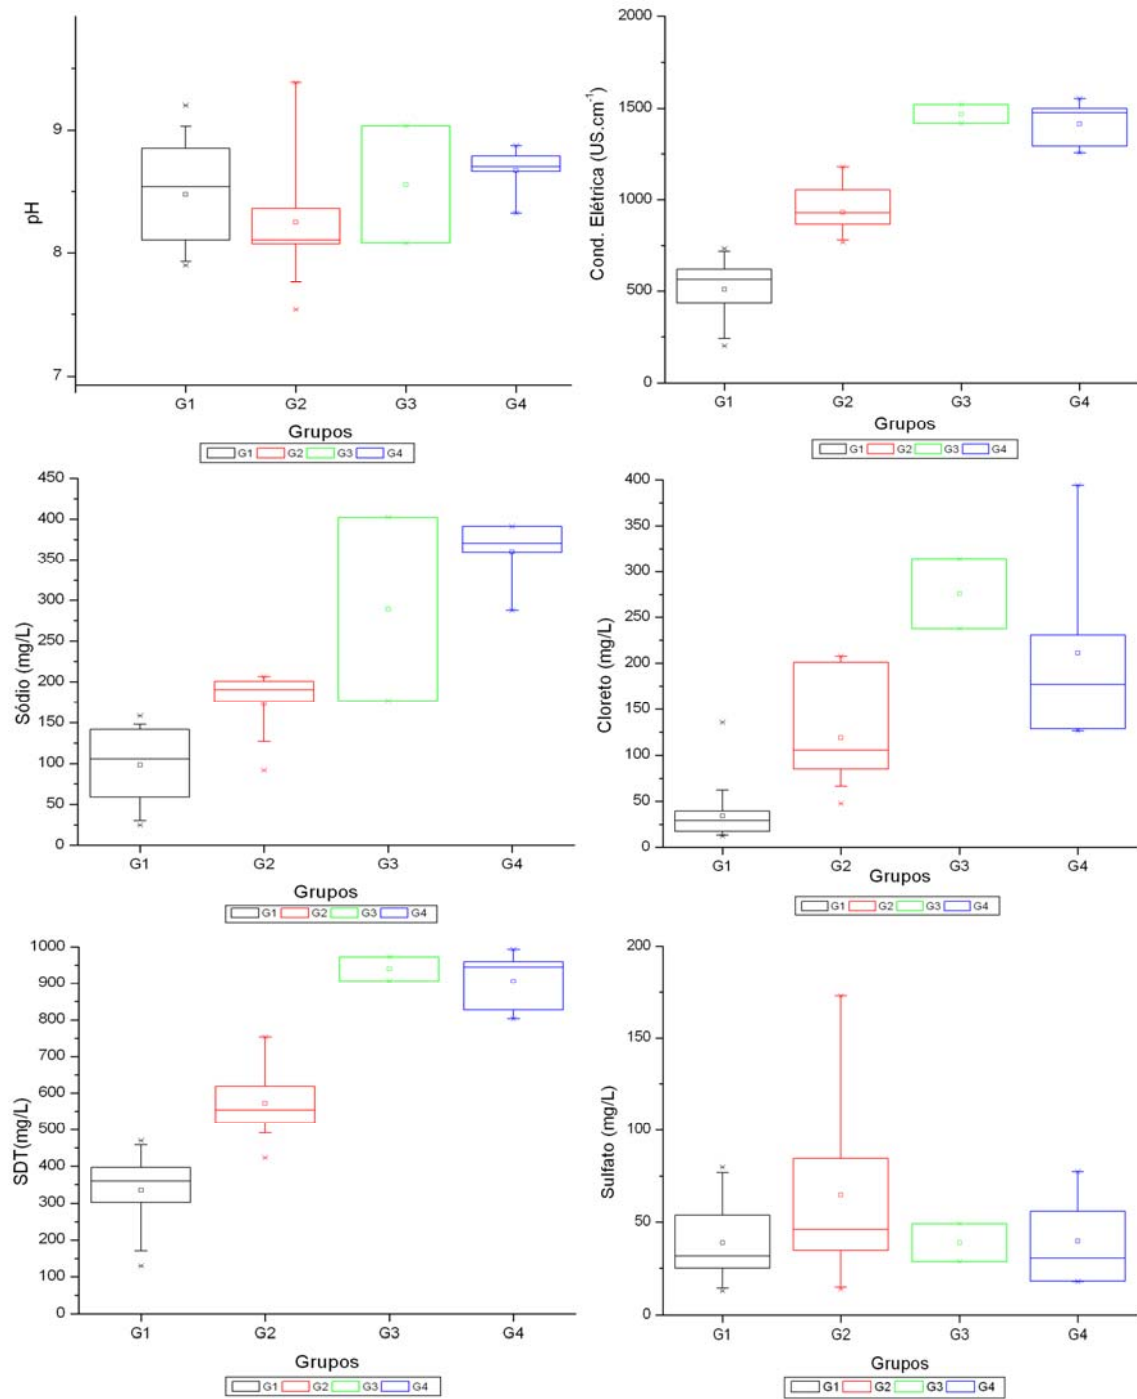 pH
9
8
7
G1 G2 G3 G4
Grupos
G1 G2 G3 G4
Cond. Elétrica (US.cm⁻¹)
2000
1500
1000
500
0
G1 G2 G3 G4
Grupos
G1 G2 G3 G4
Sódio (mg/L)
450
400
350
300
250
200
150
100
50
0
G1 G2 G3 G4
Grupos
G1 G2 G3 G4
Cloreto (mg/L)
400
350
300
250
200
150
100
50
0
G1 G2 G3 G4
Grupos
G1 G2 G3 G4
SDT(mg/L)
1000
900
800
700
600
500
400
300
200
100
0
G1 G2 G3 G4
Grupos
G1 G2 G3 G4
Sulfato (mg/L)
200
150
100
50
0
G1 G2 G3 G4
Grupos
G1 G2 G3 G4